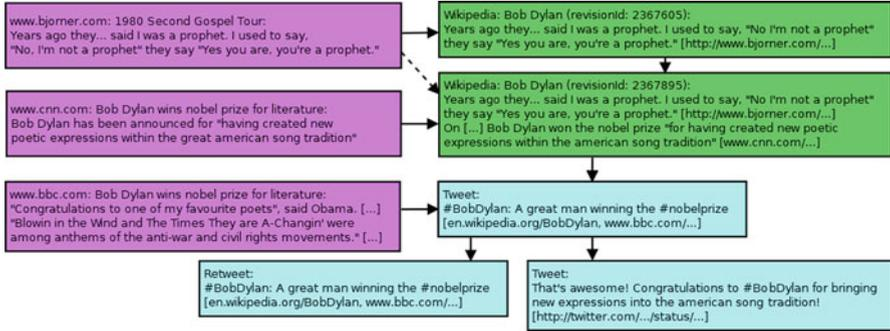 www.bjorner.com: 1980 Second Gospel Tour:
Years ago they... said I was a prophet. I used to say,
"No, I'm not a prophet" they say "Yes you are, you're a prophet."
Wikipedia: Bob Dylan (revisionId: 2367605):
Years ago they... said I was a prophet. I used to say, "No I'm not a prophet"
they say "Yes you are, you're a prophet." [http://www.bjorner.com/...]
www.cnn.com: Bob Dylan wins nobel prize for literature:
Bob Dylan has been announced for "having created new
poetic expressions within the great american song tradition"
Wikipedia: Bob Dylan (revisionId: 2367895):
Years ago they... said I was a prophet. I used to say, "No I'm not a prophet"
they say "Yes you are, you're a prophet." [http://www.bjorner.com/...]
On [...] Bob Dylan won the nobel prize "for having created new poetic
expressions within the american song tradition" [www.cnn.com/...]
www.bbc.com: Bob Dylan wins nobel prize for literature:
"Congratulations to one of my favourite poets", said Obama. [...]
"Blowin in the Wind and The Times They are A-Changin' were
among anthems of the anti-war and civil rights movements." [...]
Tweet:
#BobDylan: A great man winning the #nobelprize
[en.wikipedia.org/BobDylan, www.bbc.com/...]
Retweet:
#BobDylan: A great man winning the #nobelprize
[en.wikipedia.org/BobDylan, www.bbc.com/...]
Tweet:
That's awesome! Congratulations to #BobDylan for bringing
new expressions into the american song tradition!
[http://twitter.com/.../status/...]